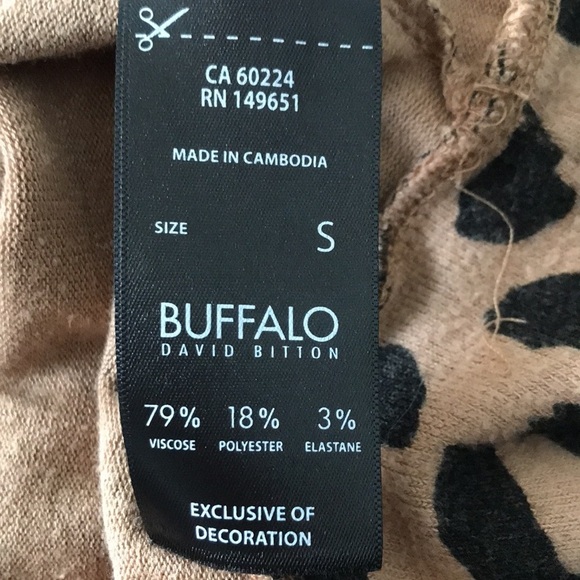 CA 60224
RN 149651
MADE IN CAMBODIA
SIZE S
BUFFALO
DAVID BITTON
79% 18% 3%
VISCOSE POLYESTER ELASTANE
EXCLUSIVE OF
DECORATION